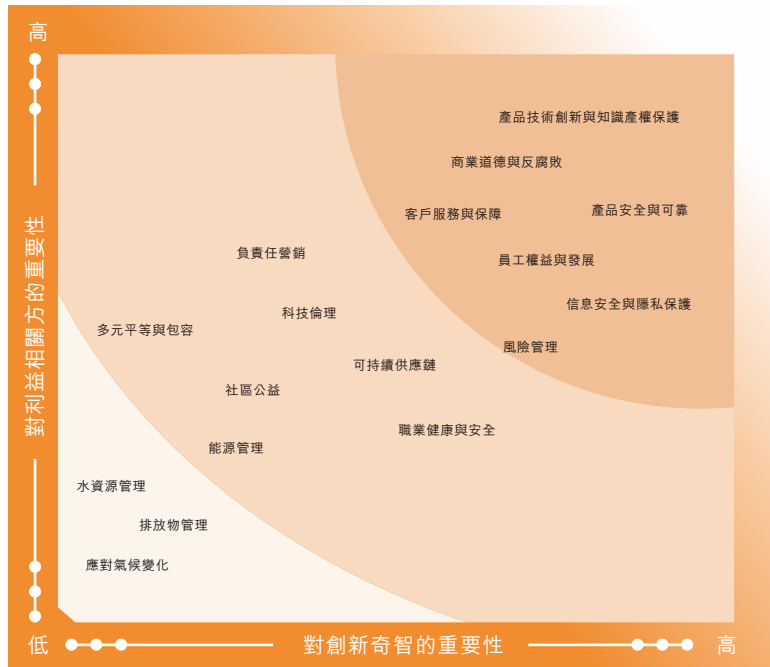 高
產品技術創新與知識產權保護
商業道德與反腐敗
客戶服務與保障
產品安全與可靠
負責任營銷
員工權益與發展
信息安全與隱私保護
科技倫理
多元平等與包容
風險管理
可持續供應鏈
社區公益
職業健康與安全
能源管理
水資源管理
排放物管理
應對氣候變化
對利益相關方的重要性
低
對創新奇智的重要性
高